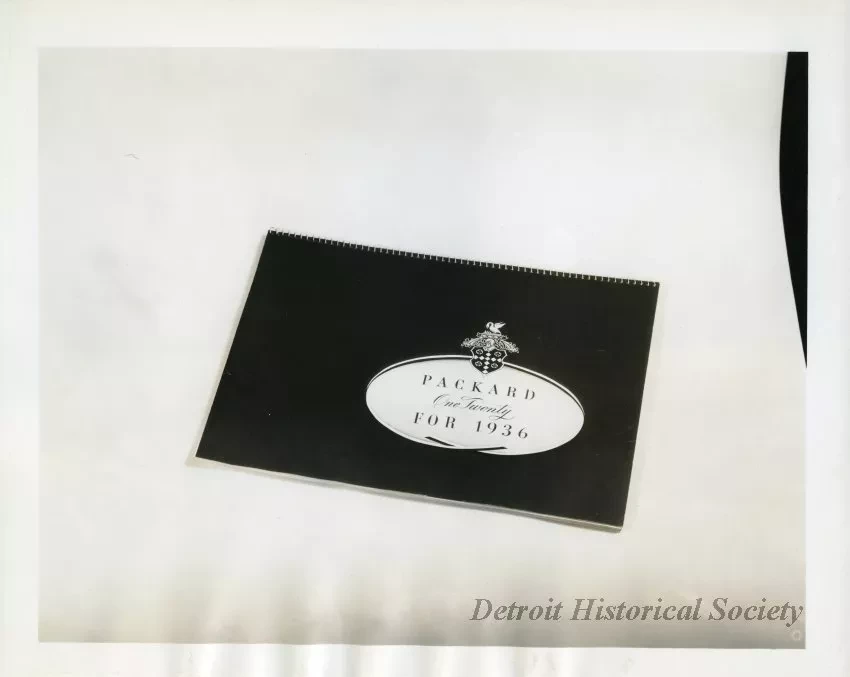 PACKARD
One Twenty
FOR 1936
Detroit Historical Society